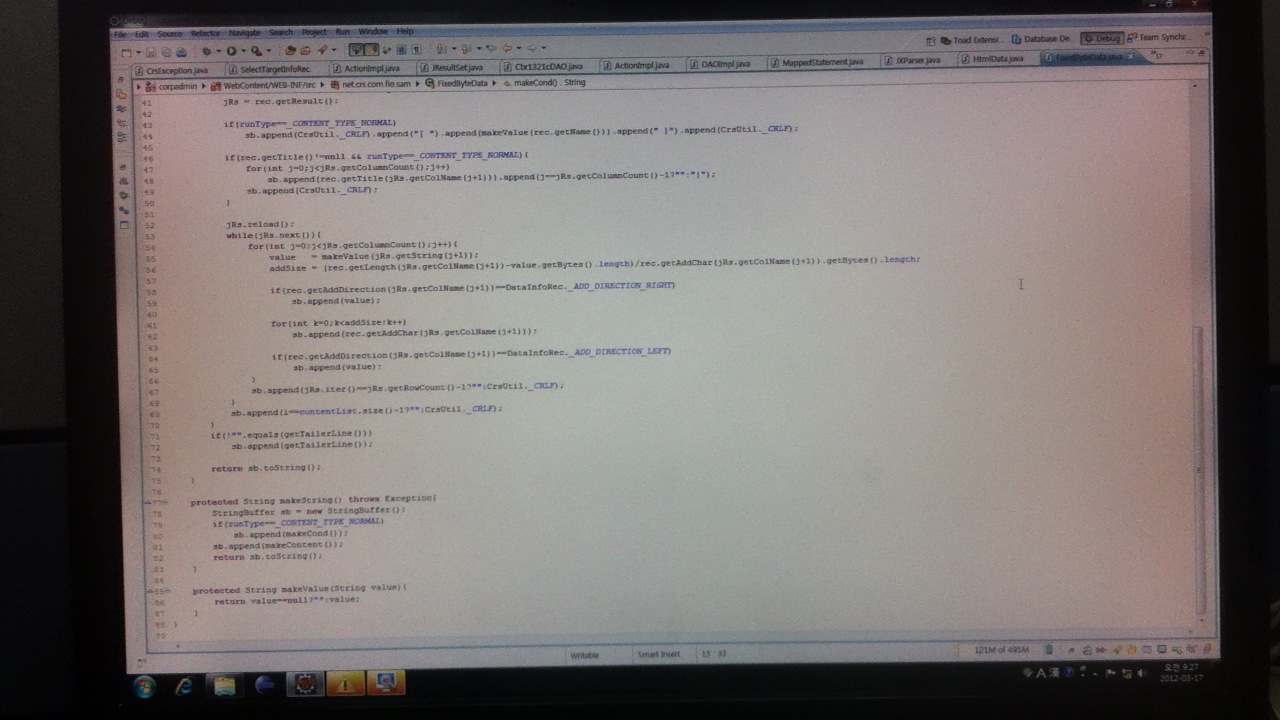 File Edit Source Refactor Navigate Search Project Run Window Help
Toad Extensi... Database De... Debug Team Synchr...
CrsException.java SelectTargetInfoRec ActionImpl.java JResultSet.java Cbr1321cDAO.java ActionImpl.java DAOImpl.java MappedStatement.java JXParser.java HtmlData.java FixedByteData.java
corpadmin WebContent/WEB-INF/src net.crs.com.fio.sam FixedByteData makeCond() : String
41 jRs = rec.getResult();
42
43 if(runType==_CONTENT_TYPE_NORMAL)
44 sb.append(CrsUtil._CRLF).append("[ ").append(makeValue(rec.getName())).append(" ]").append(CrsUtil._CRLF);
45
46 if(rec.getTitle()!=null && runType==_CONTENT_TYPE_NORMAL){
47 for(int j=0;j<jRs.getColumnCount();j++)
48 sb.append(rec.getTitle(jRs.getColName(j+1))).append(j==jRs.getColumnCount()-1?"":"|");
49 sb.append(CrsUtil._CRLF);
50 }
51
52 jRs.reload();
53 while(jRs.next()){
54 for(int j=0;j<jRs.getColumnCount();j++){
55 value = makeValue(jRs.getString(j+1));
56 addSize = (rec.getLength(jRs.getColName(j+1))-value.getBytes().length)/rec.getAddChar(jRs.getColName(j+1)).getBytes().length;
57
58 if(rec.getAddDirection(jRs.getColName(j+1))==DataInfoRec._ADD_DIRECTION_RIGHT)
59 sb.append(value);
60
61 for(int k=0;k<addSize;k++)
62 sb.append(rec.getAddChar(jRs.getColName(j+1)));
63
64 if(rec.getAddDirection(jRs.getColName(j+1))==DataInfoRec._ADD_DIRECTION_LEFT)
65 sb.append(value);
66 }
67 sb.append(jRs.iter()==jRs.getRowCount()-1?"":CrsUtil._CRLF);
68 }
69 sb.append(i==contentList.size()-1?"":CrsUtil._CRLF);
70 }
71 if(!"".equals(getTailerLine()))
72 sb.append(getTailerLine());
73
74 return sb.toString();
75 }
76
77 protected String makeString() throws Exception{
78 StringBuffer sb = new StringBuffer();
79 if(runType==_CONTENT_TYPE_NORMAL)
80 sb.append(makeCond());
81 sb.append(makeContent());
82 return sb.toString();
83 }
84
85 protected String makeValue(String value){
86 return value==null?"":value;
87 }
88 }
89
Writable Smart Insert 15 : 33 121M of 495M
A 漢
오전 9:27
2012-03-17